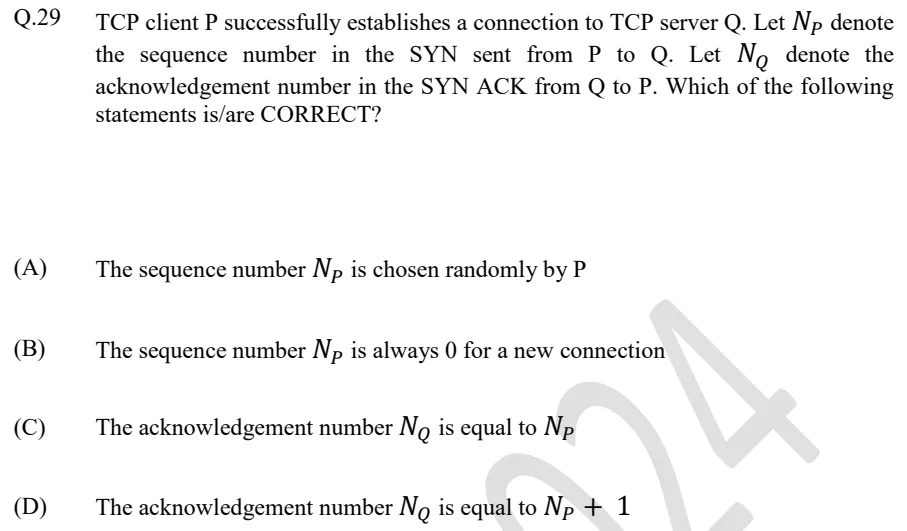 Q.29 TCP client P successfully establishes a connection to TCP server Q. Let N_P denote
the sequence number in the SYN sent from P to Q. Let N_Q denote the
acknowledgement number in the SYN ACK from Q to P. Which of the following
statements is/are CORRECT?
(A) The sequence number N_P is chosen randomly by P
(B) The sequence number N_P is always 0 for a new connection
(C) The acknowledgement number N_Q is equal to N_P
(D) The acknowledgement number N_Q is equal to N_P + 1
24